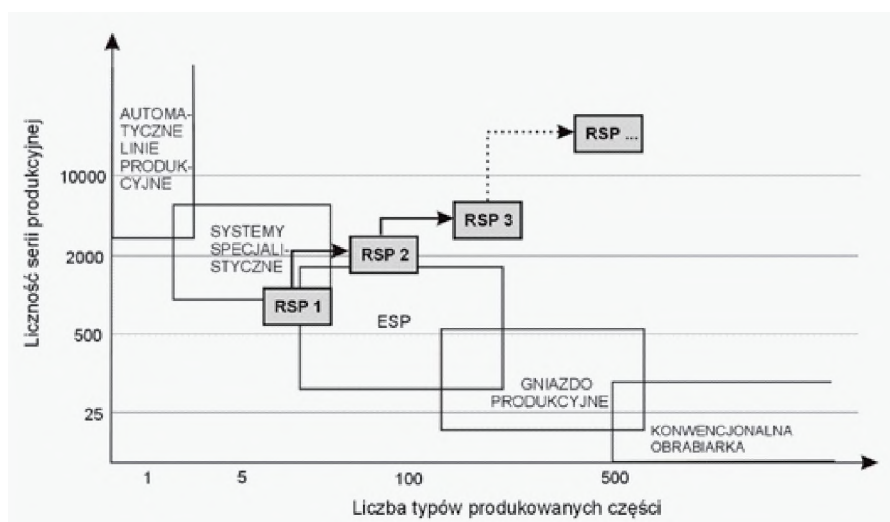 Liczność serii produkcyjnej
AUTOMA-
TYCZNE
LINIE
PRODUK-
CYJNE
RSP ...
10000
RSP 3
SYSTEMY
SPECJALI-
STYCZNE
RSP 2
2000
RSP 1
ESP
500
GNIAZDO
PRODUKCYJNE
25
KONWENCJONALNA
OBRABIARKA
1 5 100 500
Liczba typów produkowanych części